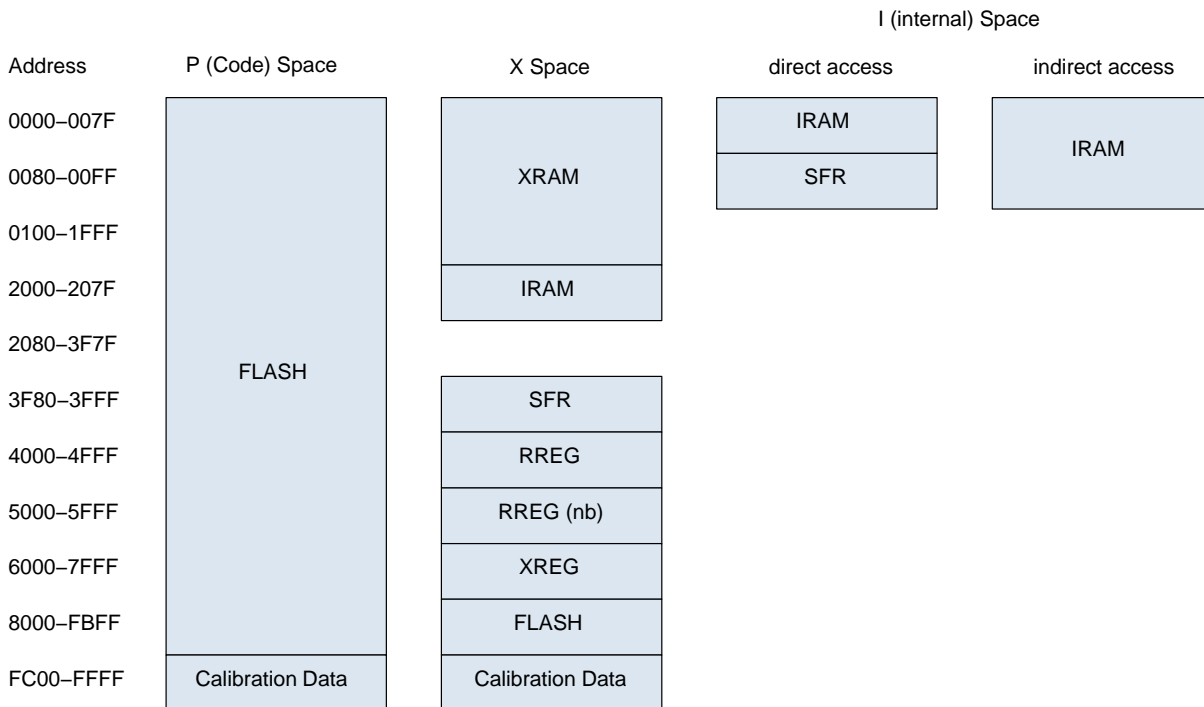 I (internal) Space
Address P (Code) Space X Space direct access indirect access
0000−007F IRAM
IRAM
0080−00FF XRAM SFR
0100−1FFF
2000−207F IRAM
2080−3F7F
FLASH
3F80−3FFF SFR
4000−4FFF RREG
5000−5FFF RREG (nb)
6000−7FFF XREG
8000−FBFF FLASH
FC00−FFFF Calibration Data Calibration Data